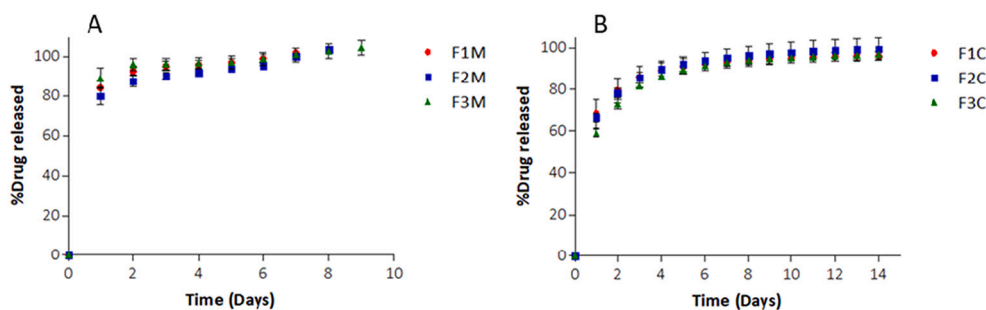 A
%Drug released
100
80
60
40
20
0
0 2 4 6 8 10
Time (Days)
F1M
F2M
F3M
B
%Drug released
100
80
60
40
20
0
0 2 4 6 8 10 12 14
Time (Days)
F1C
F2C
F3C